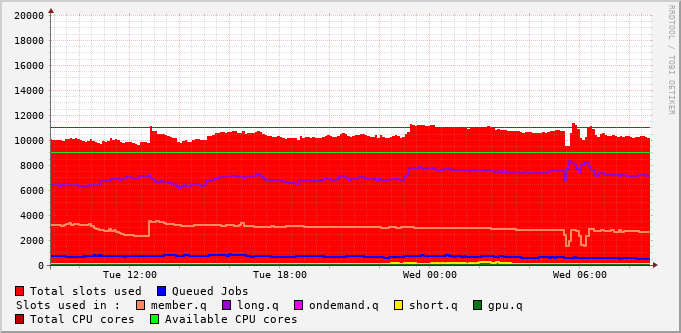 RRDTOOL / TOBI OETIKER
20000
18000
16000
14000
12000
10000
8000
6000
4000
2000
0
Tue 12:00 Tue 18:00 Wed 00:00 Wed 06:00
Total slots used Queued Jobs
Slots used in : member.q long.q ondemand.q short.q gpu.q
Total CPU cores Available CPU cores